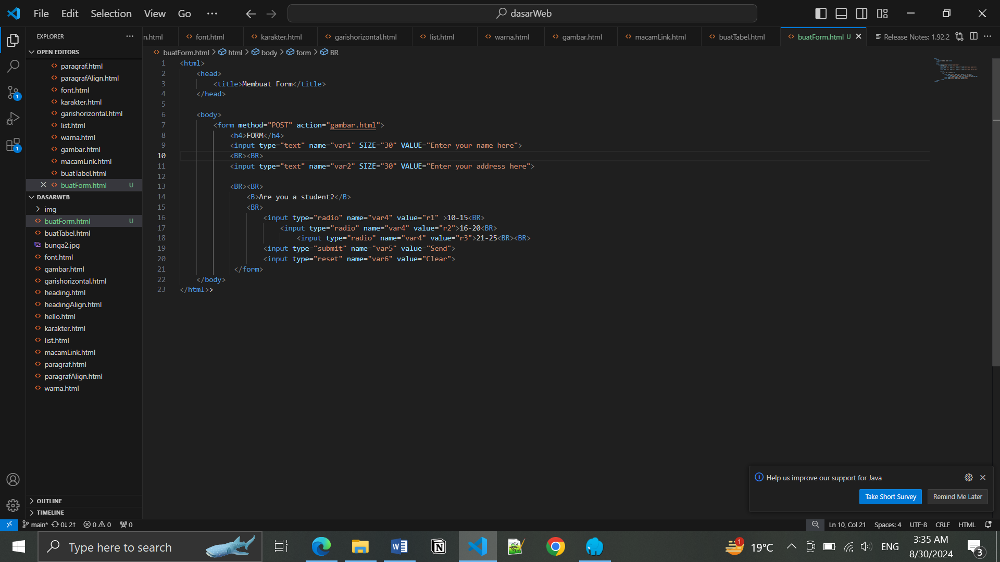 File Edit Selection View Go ··· dasarWeb
EXPLORER ···
OPEN EDITORS
paragraf.html
paragrafAlign.html
font.html
karakter.html
garishorizontal.html
list.html
warna.html
gambar.html
macamLink.html
buatTabel.html
buatForm.html U
DASARWEB
img
buatForm.html U
buatTabel.html
bunga2.jpg
font.html
gambar.html
garishorizontal.html
heading.html
headingAlign.html
hello.html
karakter.html
list.html
macamLink.html
paragraf.html
paragrafAlign.html
warna.html
OUTLINE
TIMELINE
1
1
n.html font.html karakter.html garishorizontal.html list.html warna.html gambar.html macamLink.html buatTabel.html buatForm.html U Release Notes: 1.92.2 ···
buatForm.html > html > body > form > BR
1 <html>
2 <head>
3 <title>Membuat Form</title>
4 </head>
5
6 <body>
7 <form method="POST" action="gambar.html">
8 <h4>FORM</h4>
9 <input type="text" name="var1" SIZE="30" VALUE="Enter your name here">
10 <BR><BR>
11 <input type="text" name="var2" SIZE="30" VALUE="Enter your address here">
12
13 <BR><BR>
14 <B>Are you a student?</B>
15 <BR>
16 <input type="radio" name="var4" value="r1" >10-15<BR>
17 <input type="radio" name="var4" value="r2">16-20<BR>
18 <input type="radio" name="var4" value="r3">21-25<BR><BR>
19 <input type="submit" name="var5" value="Send">
20 <input type="reset" name="var6" value="Clear">
21 </form>
22 </body>
23 </html>>
Help us improve our support for Java
Take Short Survey Remind Me Later
main* 0↓ 2↑ 0 0 0 Ln 10, Col 21 Spaces: 4 UTF-8 CRLF HTML
Type here to search 1 19°C ENG 3:35 AM
8/30/2024 3